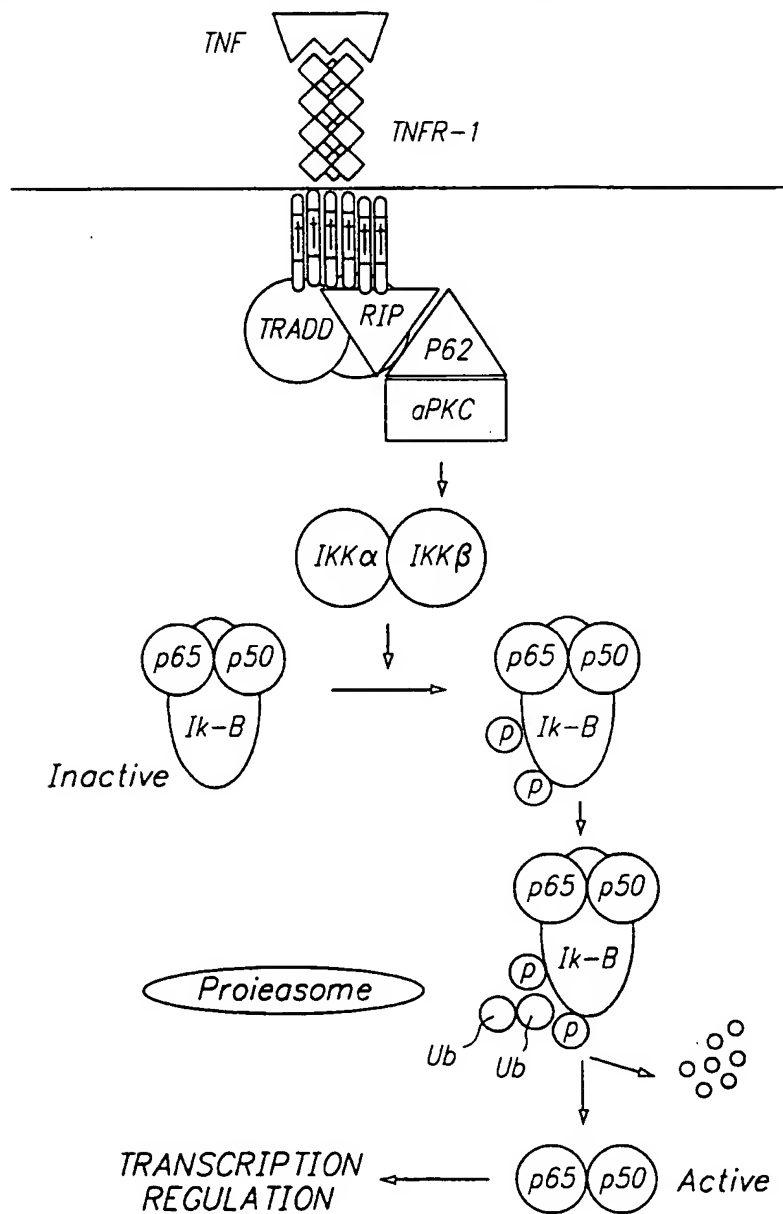 TNF
TNFR-1
TRADD
RIP
P62
aPKC
IKKα
IKKβ
p65
p50
Ik-B
Inactive
p65
p50
Ik-B
p
p
p65
p50
Ik-B
p
p
Proieasome
Ub
Ub
TRANSCRIPTION
REGULATION
p65
p50
Active